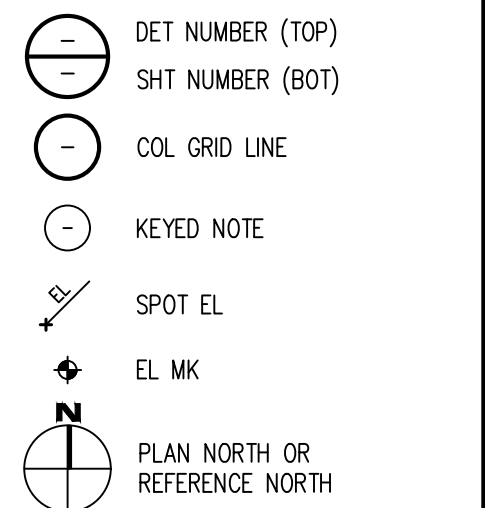 -
-
DET NUMBER (TOP)
SHT NUMBER (BOT)
-
COL GRID LINE
-
KEYED NOTE
EL
SPOT EL
EL MK
N
PLAN NORTH OR
REFERENCE NORTH